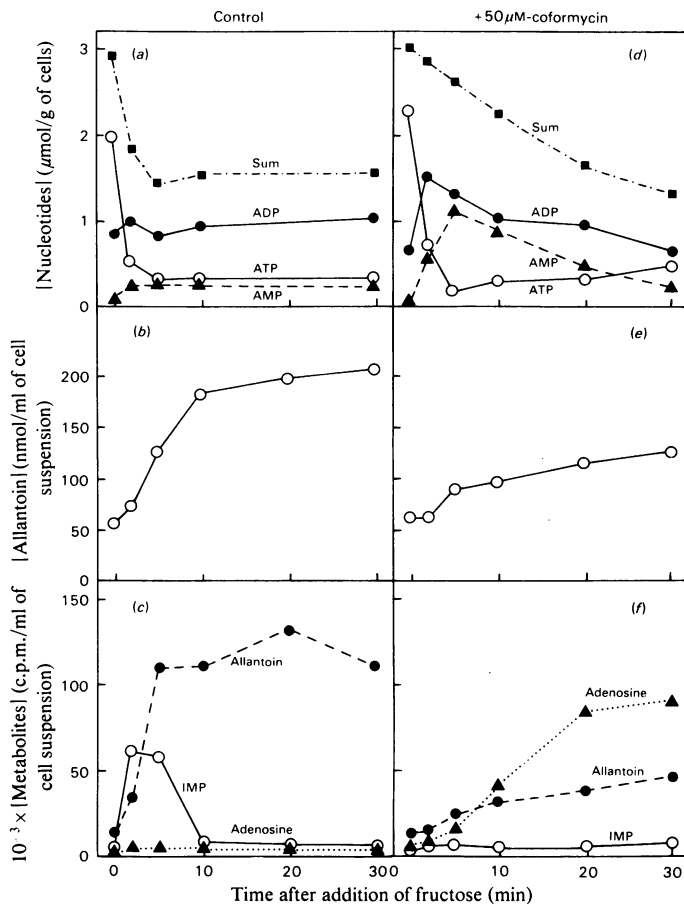 Control
+50 μM-coformycin
(a)
(d)
[Nucleotides] (μmol/g of cells)
3
2
1
0
Sum
ADP
ATP
AMP
Sum
ADP
AMP
ATP
(b)
(e)
[Allantoin] (nmol/ml of cell
suspension)
200
150
100
50
0
(c)
(f)
10⁻³ × [Metabolites] (c.p.m./ml of
cell suspension)
150
100
50
0
Allantoin
IMP
Adenosine
Adenosine
Allantoin
IMP
0 10 20 30 0 10 20 30
Time after addition of fructose (min)